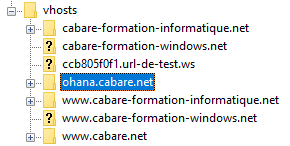 vhosts
cabare-formation-informatique.net
cabare-formation-windows.net
ccb805f0f1.url-de-test.ws
ohana.cabare.net
www.cabare-formation-informatique.net
www.cabare-formation-windows.net
www.cabare.net